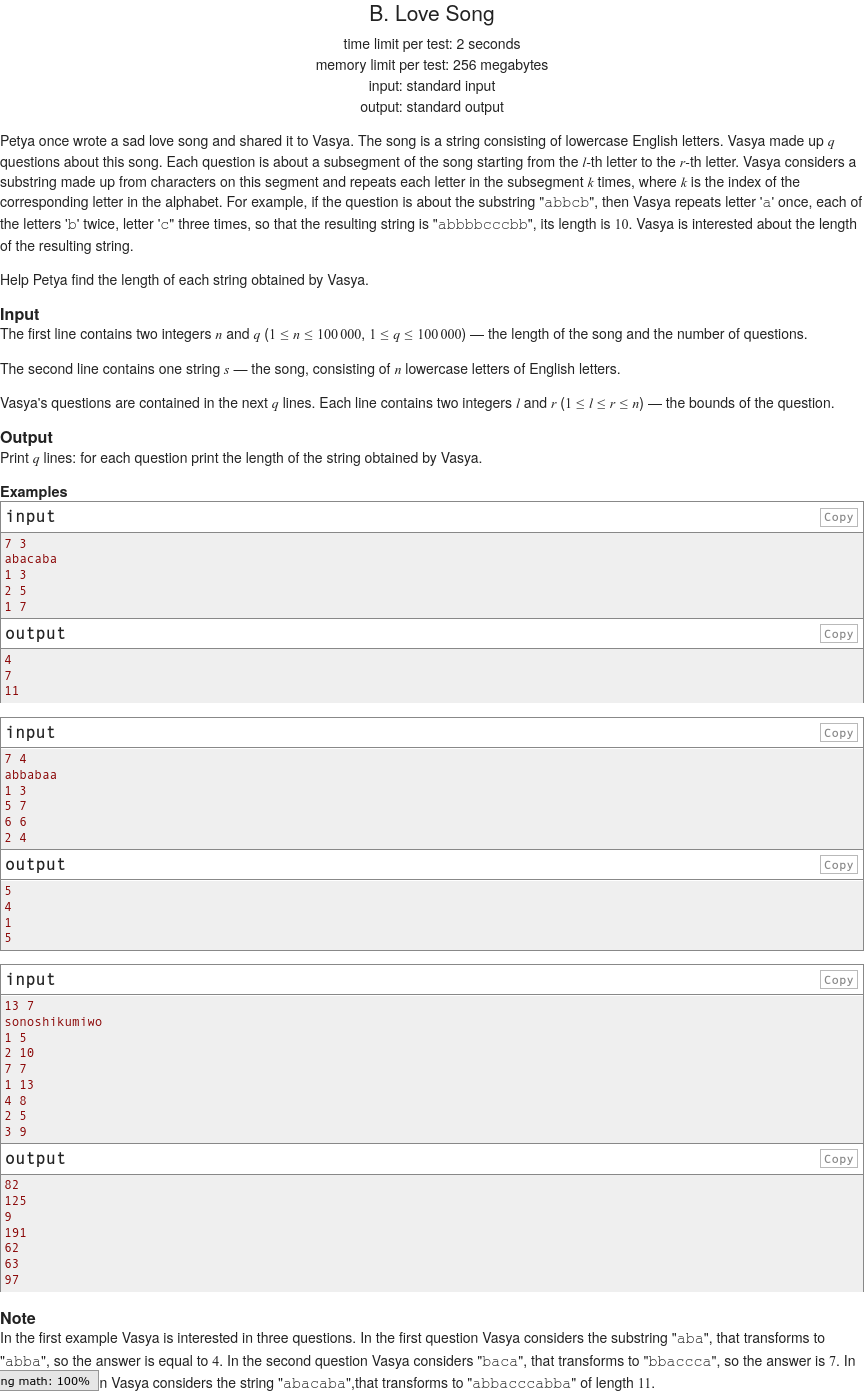 B. Love Song
time limit per test: 2 seconds
memory limit per test: 256 megabytes
input: standard input
output: standard output
Petya once wrote a sad love song and shared it to Vasya. The song is a string consisting of lowercase English letters. Vasya made up q
questions about this song. Each question is about a subsegment of the song starting from the l-th letter to the r-th letter. Vasya considers a
substring made up from characters on this segment and repeats each letter in the subsegment k times, where k is the index of the
corresponding letter in the alphabet. For example, if the question is about the substring "abbcb", then Vasya repeats letter 'a' once, each of
the letters 'b' twice, letter 'c" three times, so that the resulting string is "abbbbcccbb", its length is 10. Vasya is interested about the length
of the resulting string.
Help Petya find the length of each string obtained by Vasya.
Input
The first line contains two integers n and q (1 ≤ n ≤ 100 000, 1 ≤ q ≤ 100 000) — the length of the song and the number of questions.
The second line contains one string s — the song, consisting of n lowercase letters of English letters.
Vasya's questions are contained in the next q lines. Each line contains two integers l and r (1 ≤ l ≤ r ≤ n) — the bounds of the question.
Output
Print q lines: for each question print the length of the string obtained by Vasya.
Examples
input Copy
7 3
abacaba
1 3
2 5
1 7
output Copy
4
7
11
input Copy
7 4
abbabaa
1 3
5 7
6 6
2 4
output Copy
5
4
1
5
input Copy
13 7
sonoshikumiwo
1 5
2 10
7 7
1 13
4 8
2 5
3 9
output Copy
82
125
9
191
62
63
97
Note
In the first example Vasya is interested in three questions. In the first question Vasya considers the substring "aba", that transforms to
"abba", so the answer is equal to 4. In the second question Vasya considers "baca", that transforms to "bbaccca", so the answer is 7. In
ng math: 100% n Vasya considers the string "abacaba",that transforms to "abbacccabba" of length 11.